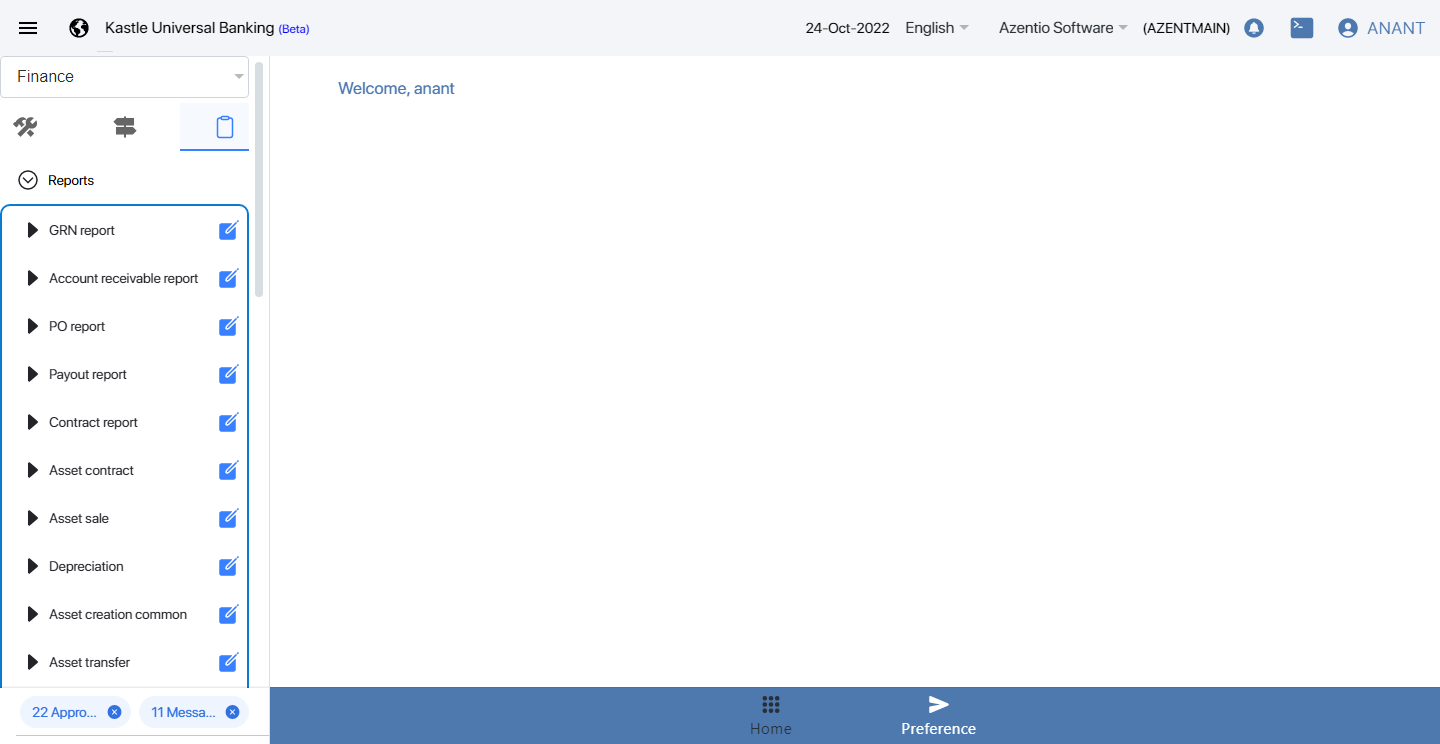 Kastle Universal Banking (Beta)
24-Oct-2022 English Azentio Software (AZENTMAIN) ANANT
Finance
Welcome, anant
Reports
GRN report
Account receivable report
PO report
Payout report
Contract report
Asset contract
Asset sale
Depreciation
Asset creation common
Asset transfer
22 Appro... 11 Messa...
Home Preference